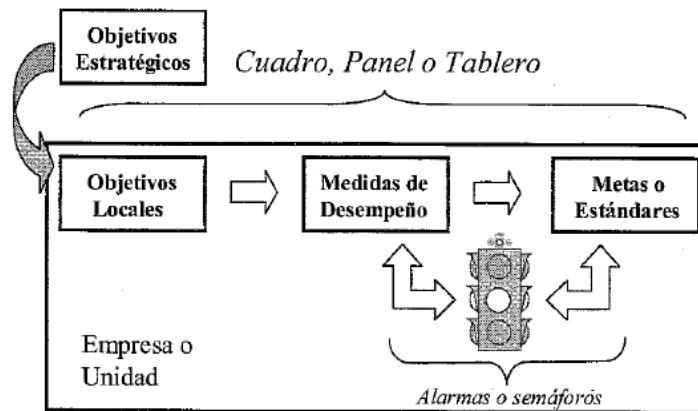 Objetivos
Estratégicos
Cuadro, Panel o Tablero
Objetivos
Locales
Medidas de
Desempeño
Metas o
Estándares
Empresa o
Unidad
Alarmas o semáforos